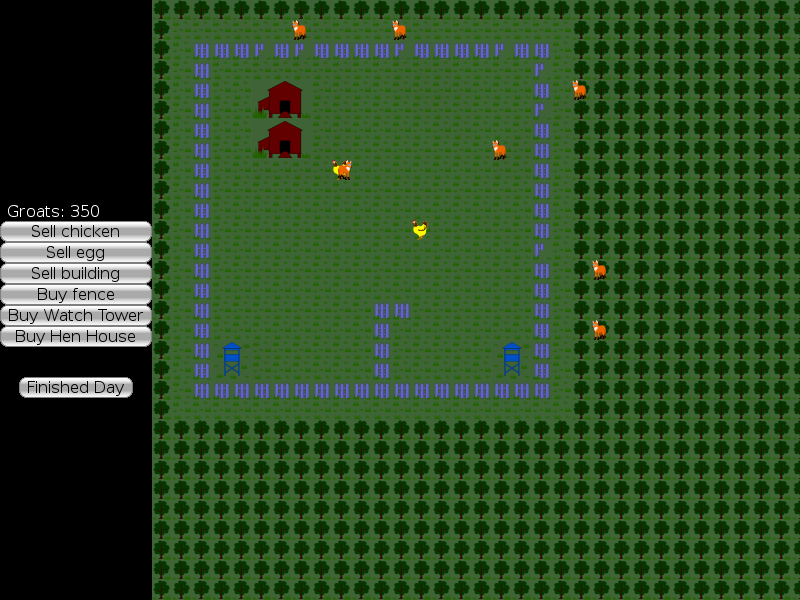 Groats: 350
Sell chicken
Sell egg
Sell building
Buy fence
Buy Watch Tower
Buy Hen House
Finished Day